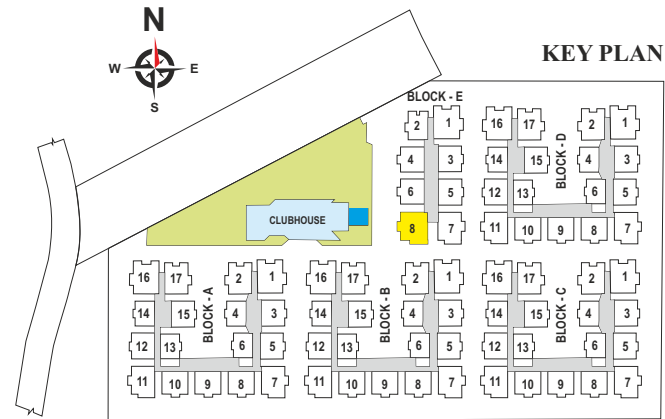 N
W E
S
KEY PLAN
BLOCK - E
2 1
4 3
6 5
8 7
16 17 2 1
14 15 BLOCK - D 4 3
13 6 5
11 10 9 8 7
CLUBHOUSE
16 17 2 1
14 15 BLOCK - A 4 3
12 13 6 5
11 10 9 8 7
16 17 2 1
14 15 BLOCK - B 4 3
12 13 6 5
11 10 9 8 7
16 17 2 1
14 15 BLOCK - C 4 3
12 13 6 5
11 10 9 8 7